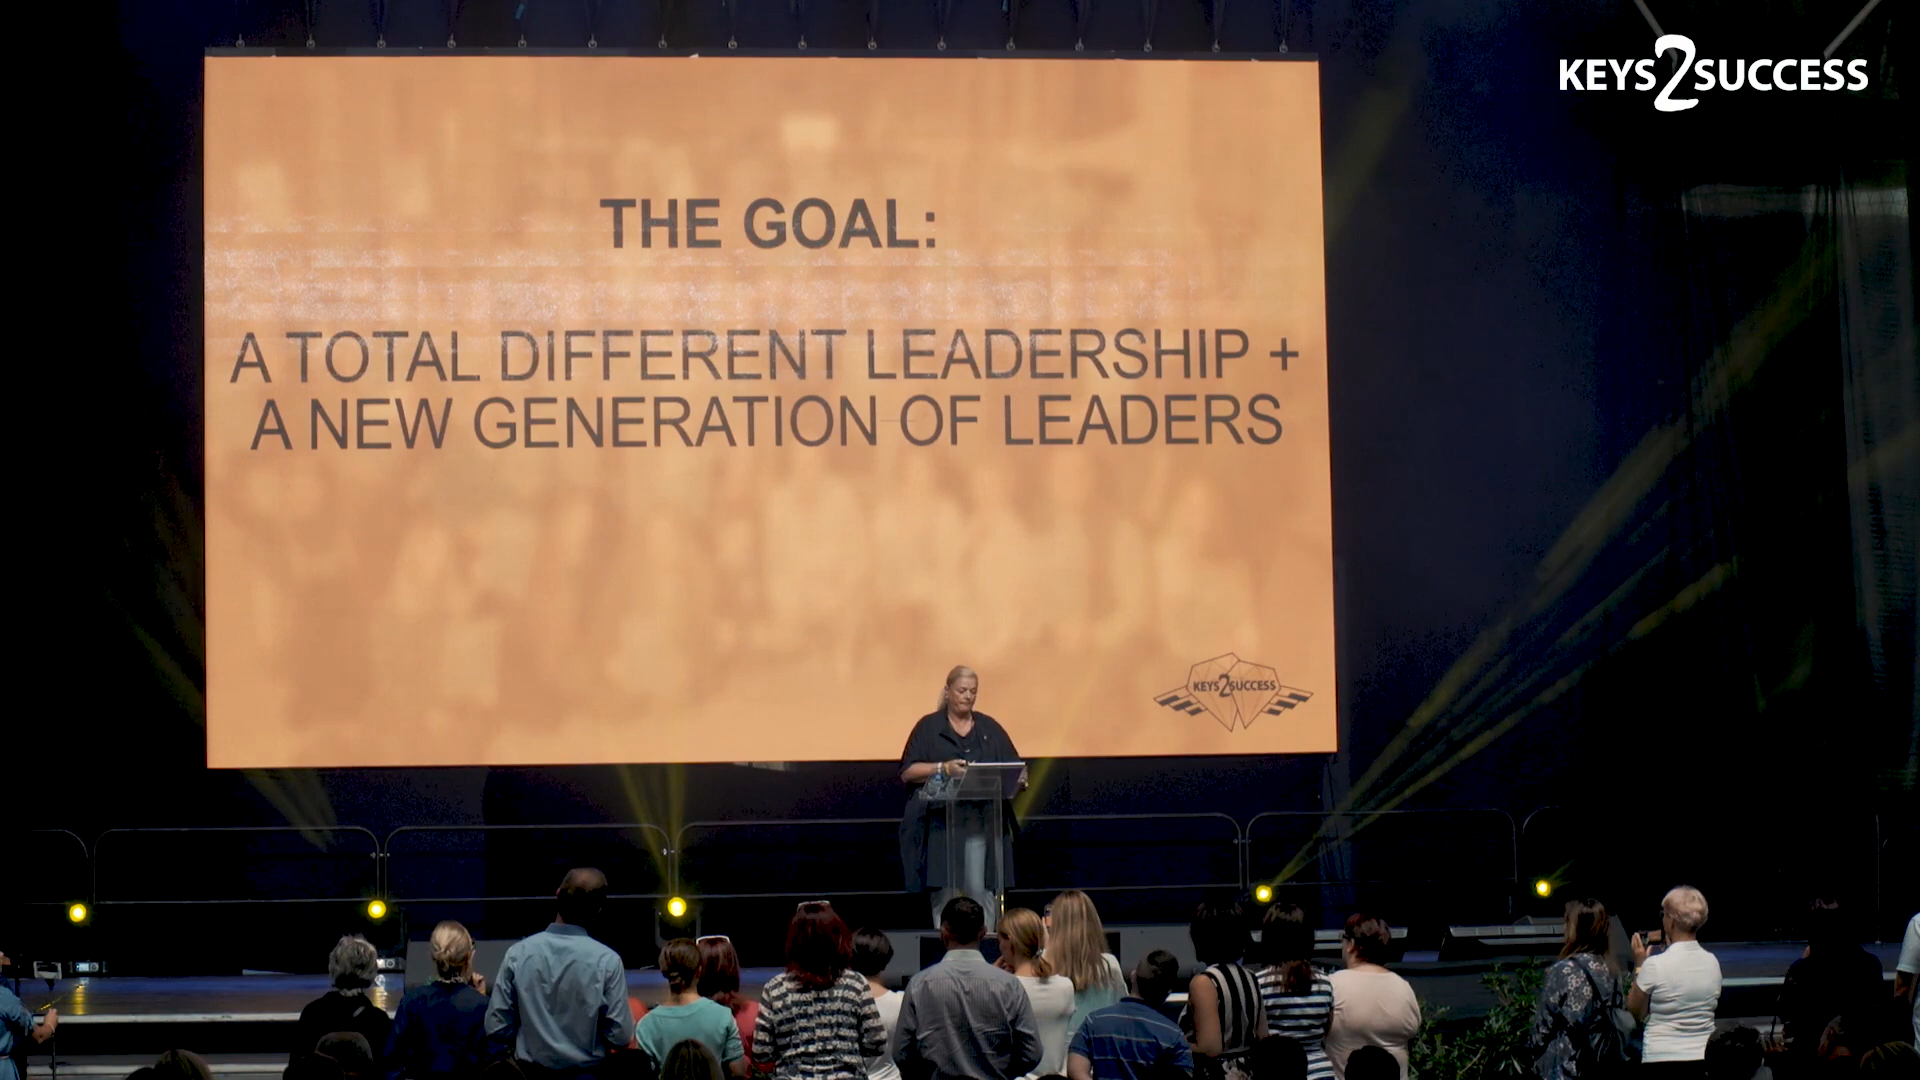 KEYS2SUCCESS
THE GOAL:
A TOTAL DIFFERENT LEADERSHIP +
A NEW GENERATION OF LEADERS
KEYS2SUCCESS